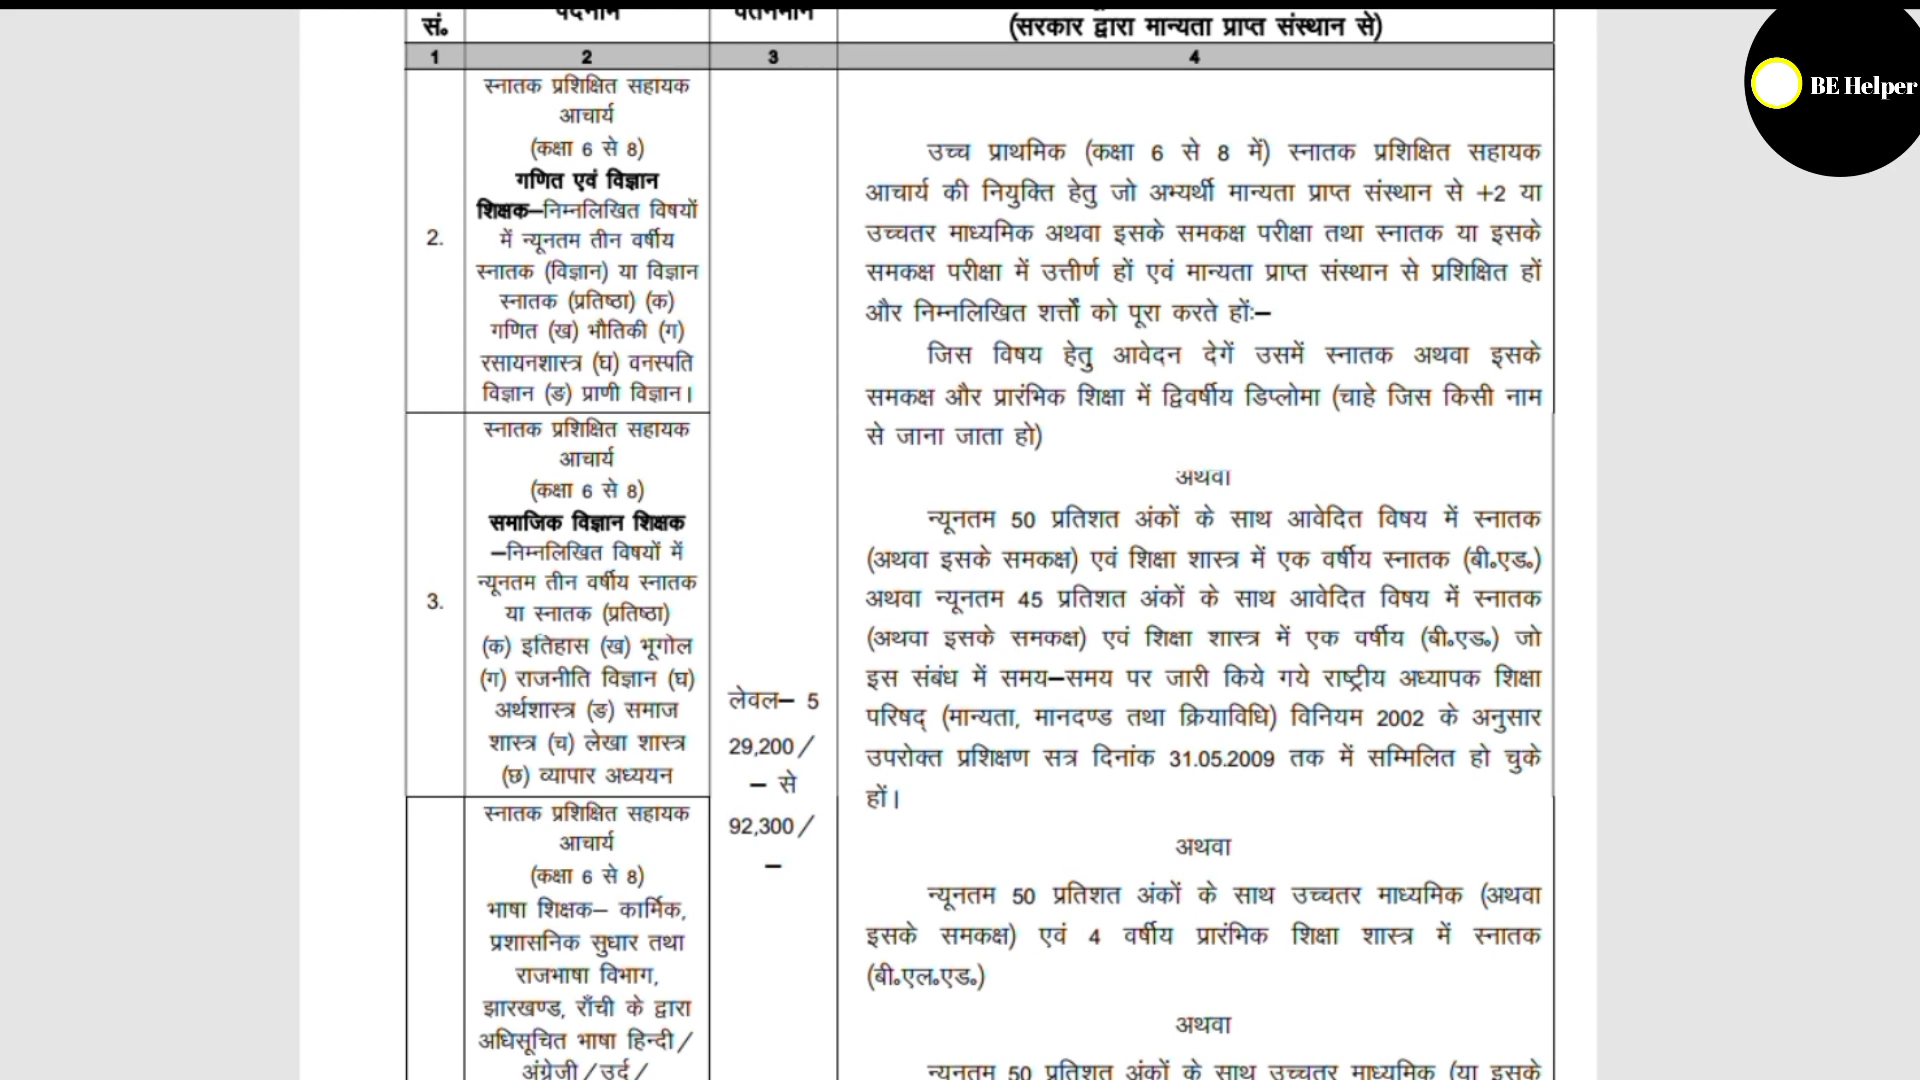 सं॰
पदनाम
वेतनमान
(सरकार द्वारा मान्यता प्राप्त संस्थान से)
1
2
3
4
2.
स्नातक प्रशिक्षित सहायक
आचार्य
(कक्षा 6 से 8)
गणित एवं विज्ञान
शिक्षक–निम्नलिखित विषयों
में न्यूनतम तीन वर्षीय
स्नातक (विज्ञान) या विज्ञान
स्नातक (प्रतिष्ठा) (क)
गणित (ख) भौतिकी (ग)
रसायनशास्त्र (घ) वनस्पति
विज्ञान (ङ) प्राणी विज्ञान।
3.
स्नातक प्रशिक्षित सहायक
आचार्य
(कक्षा 6 से 8)
समाजिक विज्ञान शिक्षक
–निम्नलिखित विषयों में
न्यूनतम तीन वर्षीय स्नातक
या स्नातक (प्रतिष्ठा)
(क) इतिहास (ख) भूगोल
(ग) राजनीति विज्ञान (घ)
अर्थशास्त्र (ङ) समाज
शास्त्र (च) लेखा शास्त्र
(छ) व्यापार अध्ययन
स्नातक प्रशिक्षित सहायक
आचार्य
(कक्षा 6 से 8)
भाषा शिक्षक– कार्मिक,
प्रशासनिक सुधार तथा
राजभाषा विभाग,
झारखण्ड, राँची के द्वारा
अधिसूचित भाषा हिन्दी/
अंग्रेजी/उर्दू/
लेवल– 5
29,200/
– से
92,300/
–
उच्च प्राथमिक (कक्षा 6 से 8 में) स्नातक प्रशिक्षित सहायक
आचार्य की नियुक्ति हेतु जो अभ्यर्थी मान्यता प्राप्त संस्थान से +2 या
उच्चतर माध्यमिक अथवा इसके समकक्ष परीक्षा तथा स्नातक या इसके
समकक्ष परीक्षा में उत्तीर्ण हों एवं मान्यता प्राप्त संस्थान से प्रशिक्षित हों
और निम्नलिखित शर्त्तों को पूरा करते होंः–
जिस विषय हेतु आवेदन देगें उसमें स्नातक अथवा इसके
समकक्ष और प्रारंभिक शिक्षा में द्विवर्षीय डिप्लोमा (चाहे जिस किसी नाम
से जाना जाता हो)
अथवा
न्यूनतम 50 प्रतिशत अंकों के साथ आवेदित विषय में स्नातक
(अथवा इसके समकक्ष) एवं शिक्षा शास्त्र में एक वर्षीय स्नातक (बी॰एड॰)
अथवा न्यूनतम 45 प्रतिशत अंकों के साथ आवेदित विषय में स्नातक
(अथवा इसके समकक्ष) एवं शिक्षा शास्त्र में एक वर्षीय (बी॰एड॰) जो
इस संबंध में समय–समय पर जारी किये गये राष्ट्रीय अध्यापक शिक्षा
परिषद् (मान्यता, मानदण्ड तथा क्रियाविधि) विनियम 2002 के अनुसार
उपरोक्त प्रशिक्षण सत्र दिनांक 31.05.2009 तक में सम्मिलित हो चुके
हों।
अथवा
न्यूनतम 50 प्रतिशत अंकों के साथ उच्चतर माध्यमिक (अथवा
इसके समकक्ष) एवं 4 वर्षीय प्रारंभिक शिक्षा शास्त्र में स्नातक
(बी॰एल॰एड॰)
अथवा
न्यूनतम 50 प्रतिशत अंकों के साथ उच्चतर माध्यमिक (या इसके
BE Helper